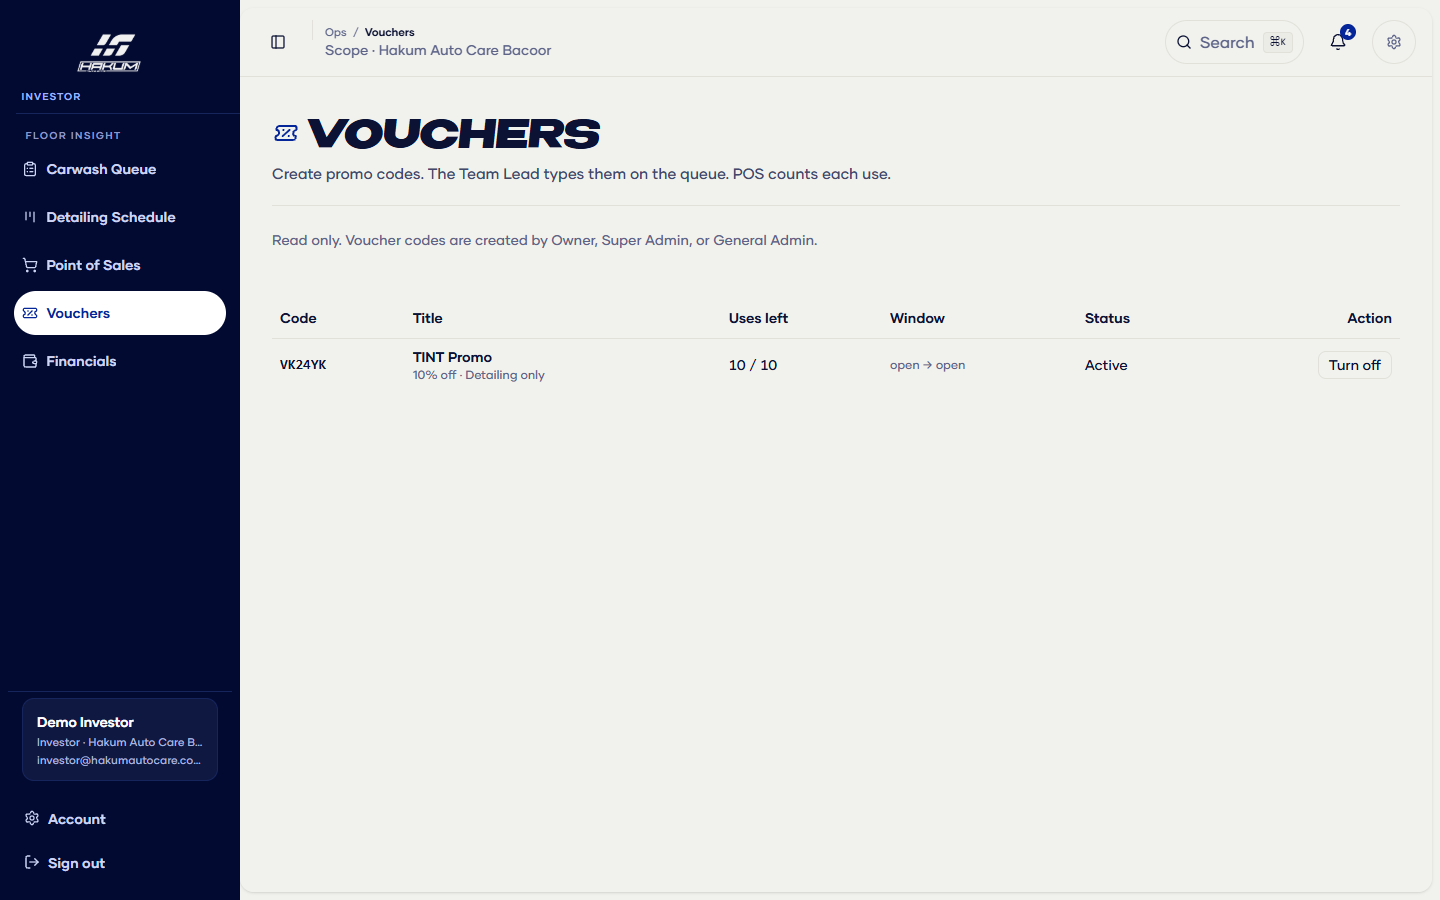 HAKUM
INVESTOR
FLOOR INSIGHT
Carwash Queue
Detailing Schedule
Point of Sales
Vouchers
Financials
Demo Investor
Investor · Hakum Auto Care B...
investor@hakumautocare.co...
Account
Sign out
Ops / Vouchers
Scope · Hakum Auto Care Bacoor
Search ⌘K
4
VOUCHERS
Create promo codes. The Team Lead types them on the queue. POS counts each use.
Read only. Voucher codes are created by Owner, Super Admin, or General Admin.
Code Title Uses left Window Status Action
VK24YK TINT Promo 10 / 10 open → open Active Turn off
10% off · Detailing only